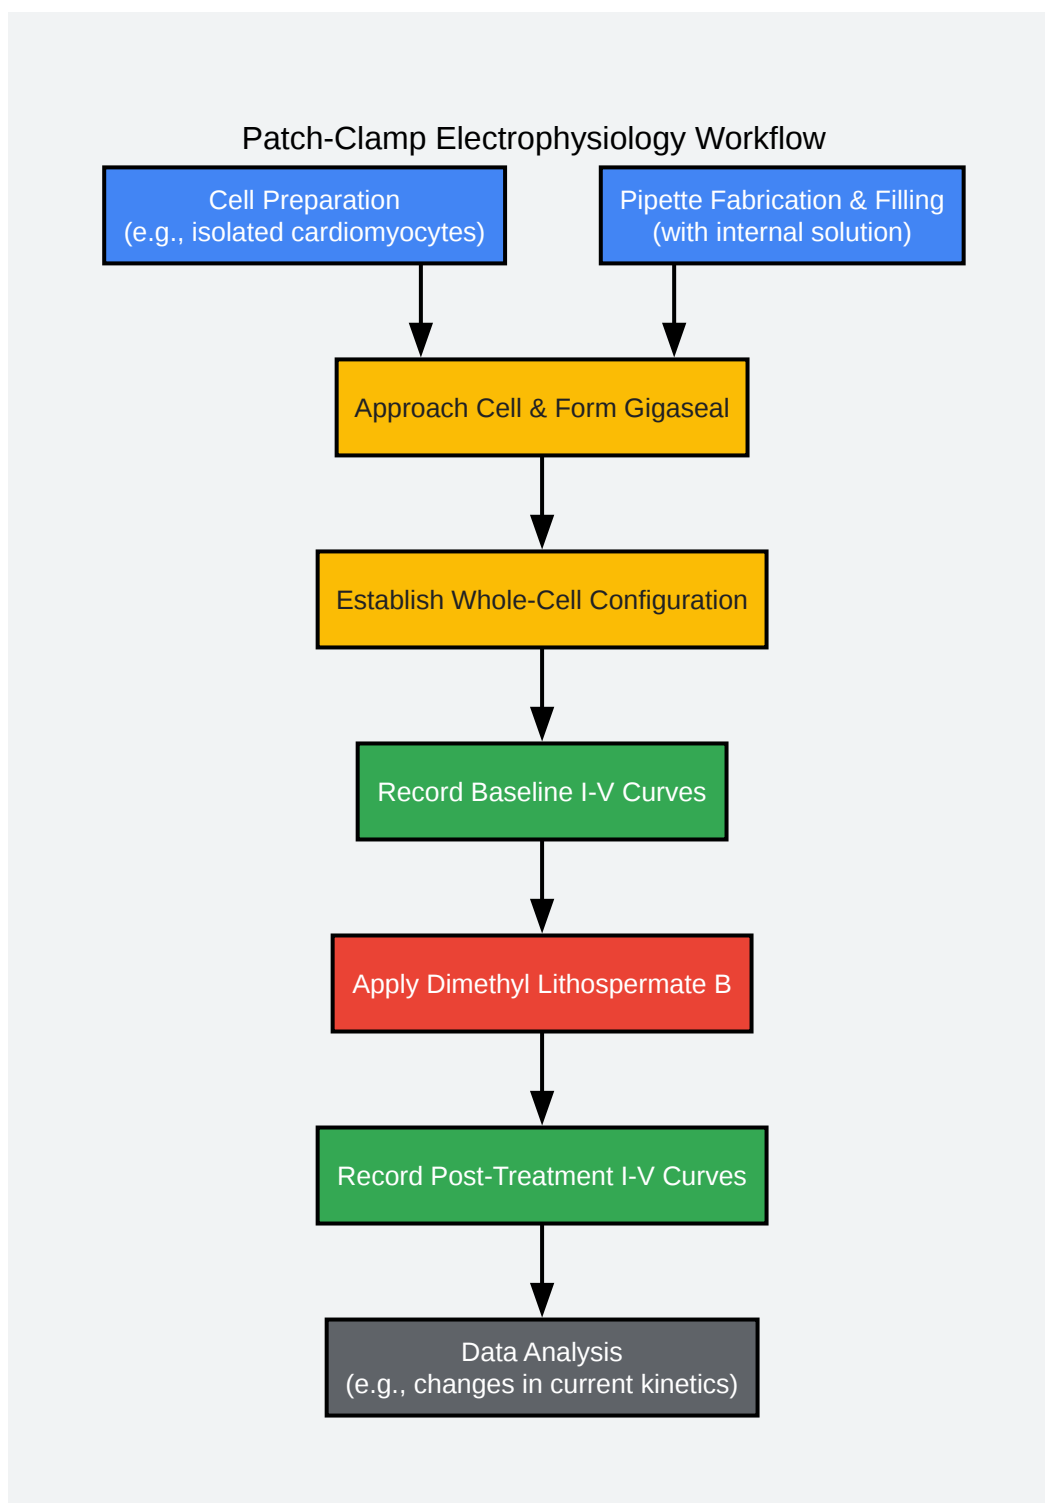 Patch-Clamp Electrophysiology Workflow
Cell Preparation
(e.g., isolated cardiomyocytes)
Pipette Fabrication & Filling
(with internal solution)
Approach Cell & Form Gigaseal
Establish Whole-Cell Configuration
Record Baseline I-V Curves
Apply Dimethyl Lithospermate B
Record Post-Treatment I-V Curves
Data Analysis
(e.g., changes in current kinetics)